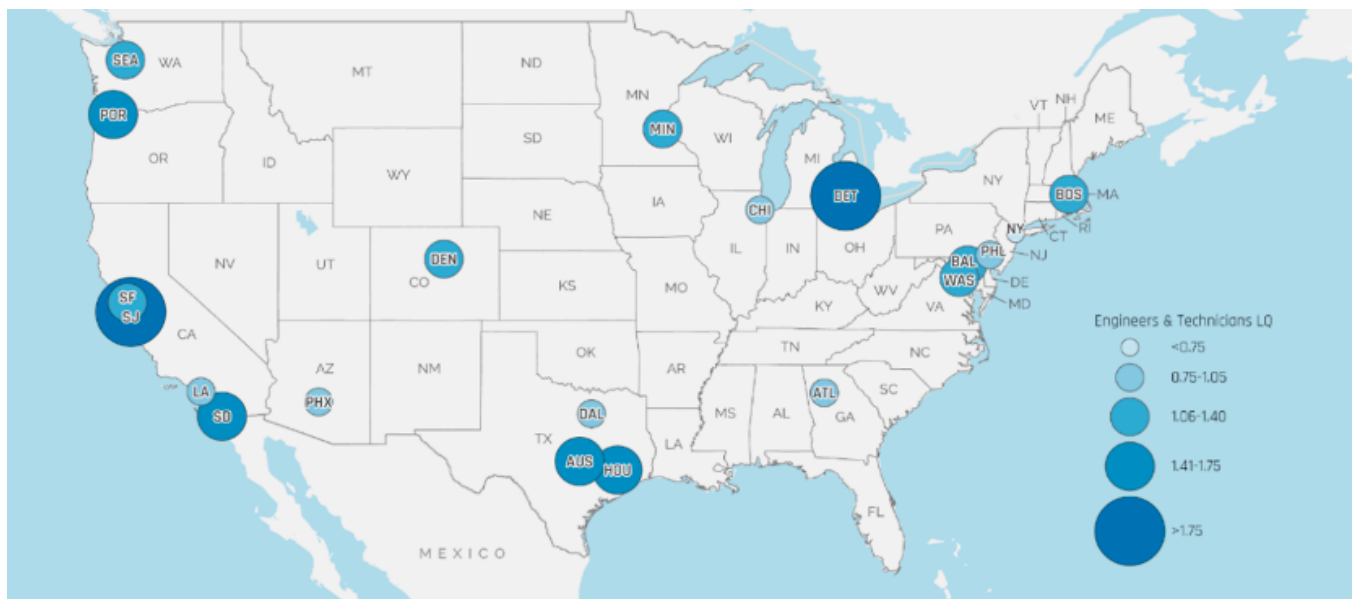 SEA
WA
MT
ND
MN
POR
OR
ID
SD
MIN
WI
MI
VT
NH
ME
WY
NY
BOS
MA
CHI
DET
IA
NE
RI
CT
NY
PA
NV
UT
DEN
CO
IL
IN
OH
BAL
PHL
NJ
WAS
DE
MD
SF
SJ
CA
KS
MO
KY
WV
VA
Engineers & Technicians LQ
<0.75
0.75-1.05
1.06-1.40
1.41-1.75
>1.75
TN
NC
AZ
NM
OK
AR
SC
LA
SD
PHX
DAL
ATL
MS
AL
GA
TX
LA
AUS
HOU
FL
MEXICO